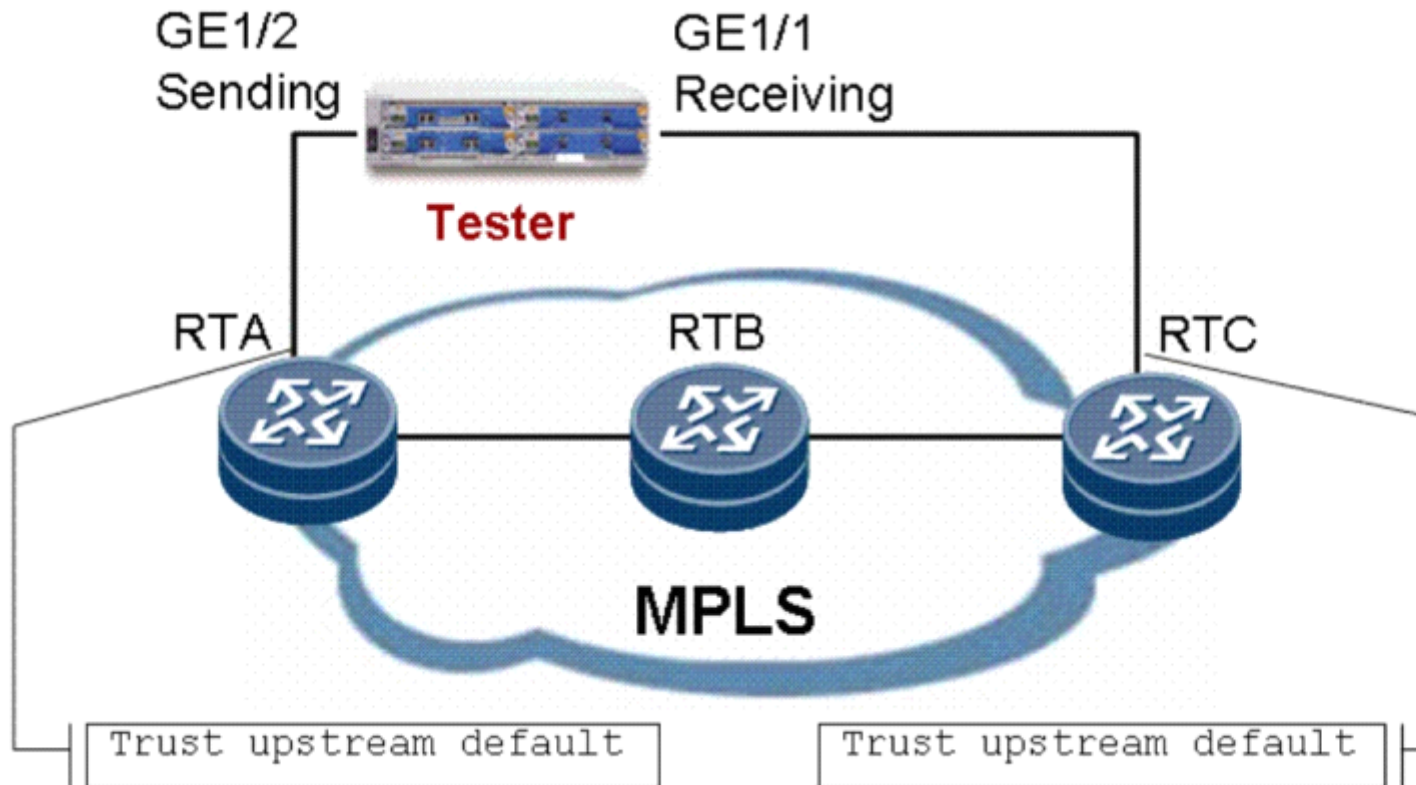 GE1/2
Sending
GE1/1
Receiving
Tester
RTA
RTB
RTC
MPLS
Trust upstream default
Trust upstream default